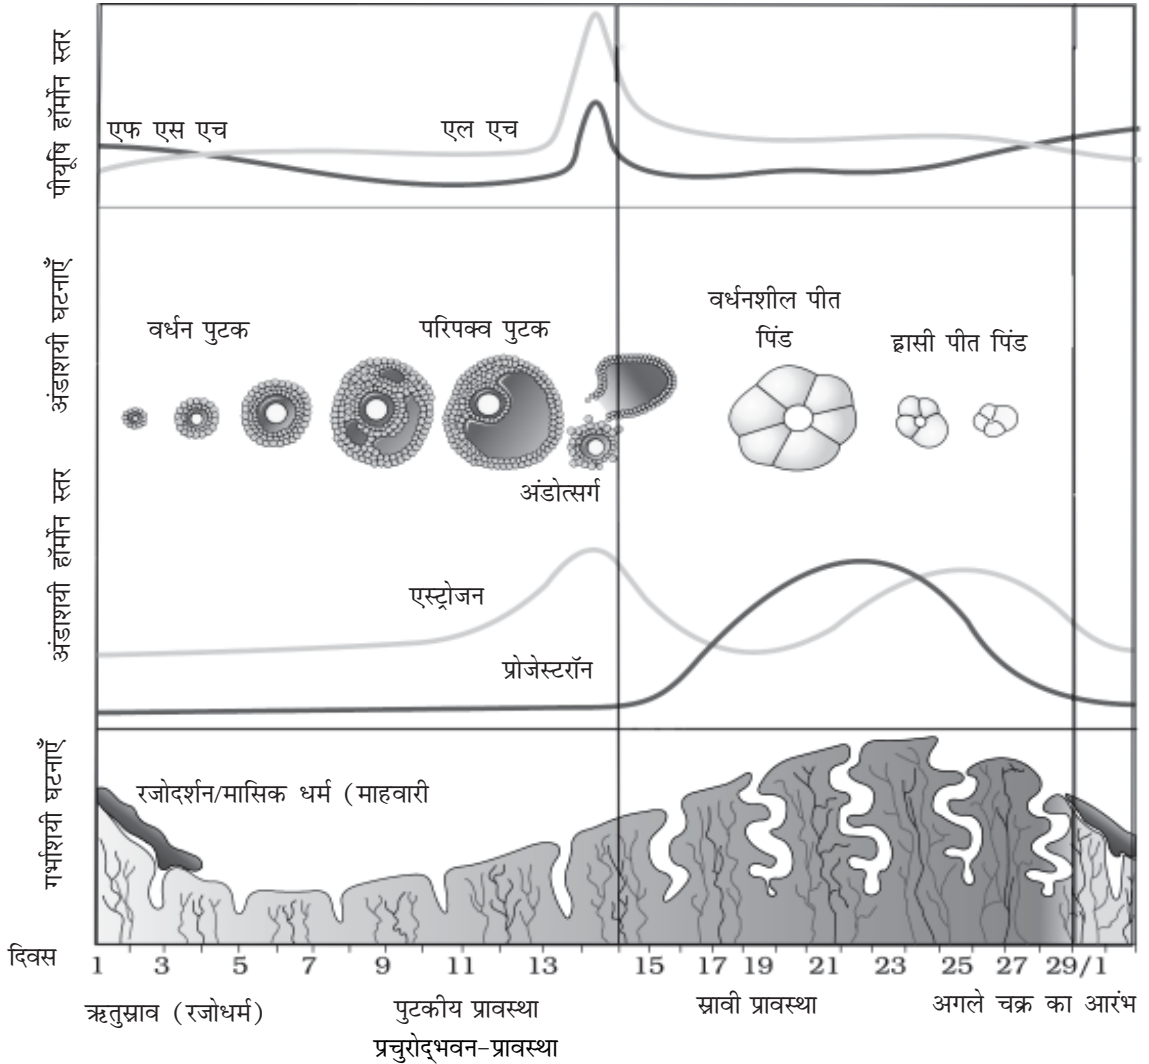 पीयूषि हॉर्मोन स्तर
एफ एस एच
एल एच
अंडाशयी घटनाएँ
वर्धन पुटक
परिपक्व पुटक
वर्धनशील पीत
पिंड
ह्रासी पीत पिंड
अंडोत्सर्ग
अंडाशयी हॉर्मोन स्तर
एस्ट्रोजन
प्रोजेस्टरॉन
गर्भाशयी घटनाएँ
रजोदर्शन/मासिक धर्म (माहवारी
दिवस 1 3 5 7 9 11 13 15 17 19 21 23 25 27 29/1
ऋतुस्राव (रजोधर्म)
पुटकीय प्रावस्था
प्रचुरोद्भवन-प्रावस्था
स्रावी प्रावस्था
अगले चक्र का आरंभ